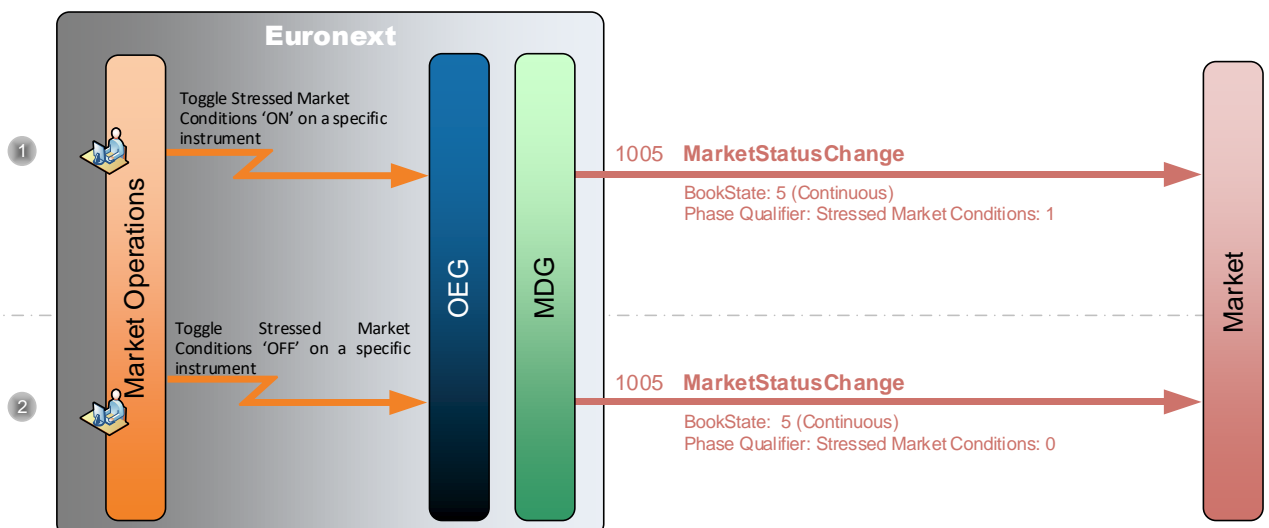 Euronext
Market Operations
OEG
MDG
Market
1
Toggle Stressed Market
Conditions ‘ON’ on a specific
instrument
1005 MarketStatusChange
BookState: 5 (Continuous)
Phase Qualifier: Stressed Market Conditions: 1
2
Toggle Stressed Market
Conditions ‘OFF’ on a specific
instrument
1005 MarketStatusChange
BookState: 5 (Continuous)
Phase Qualifier: Stressed Market Conditions: 0